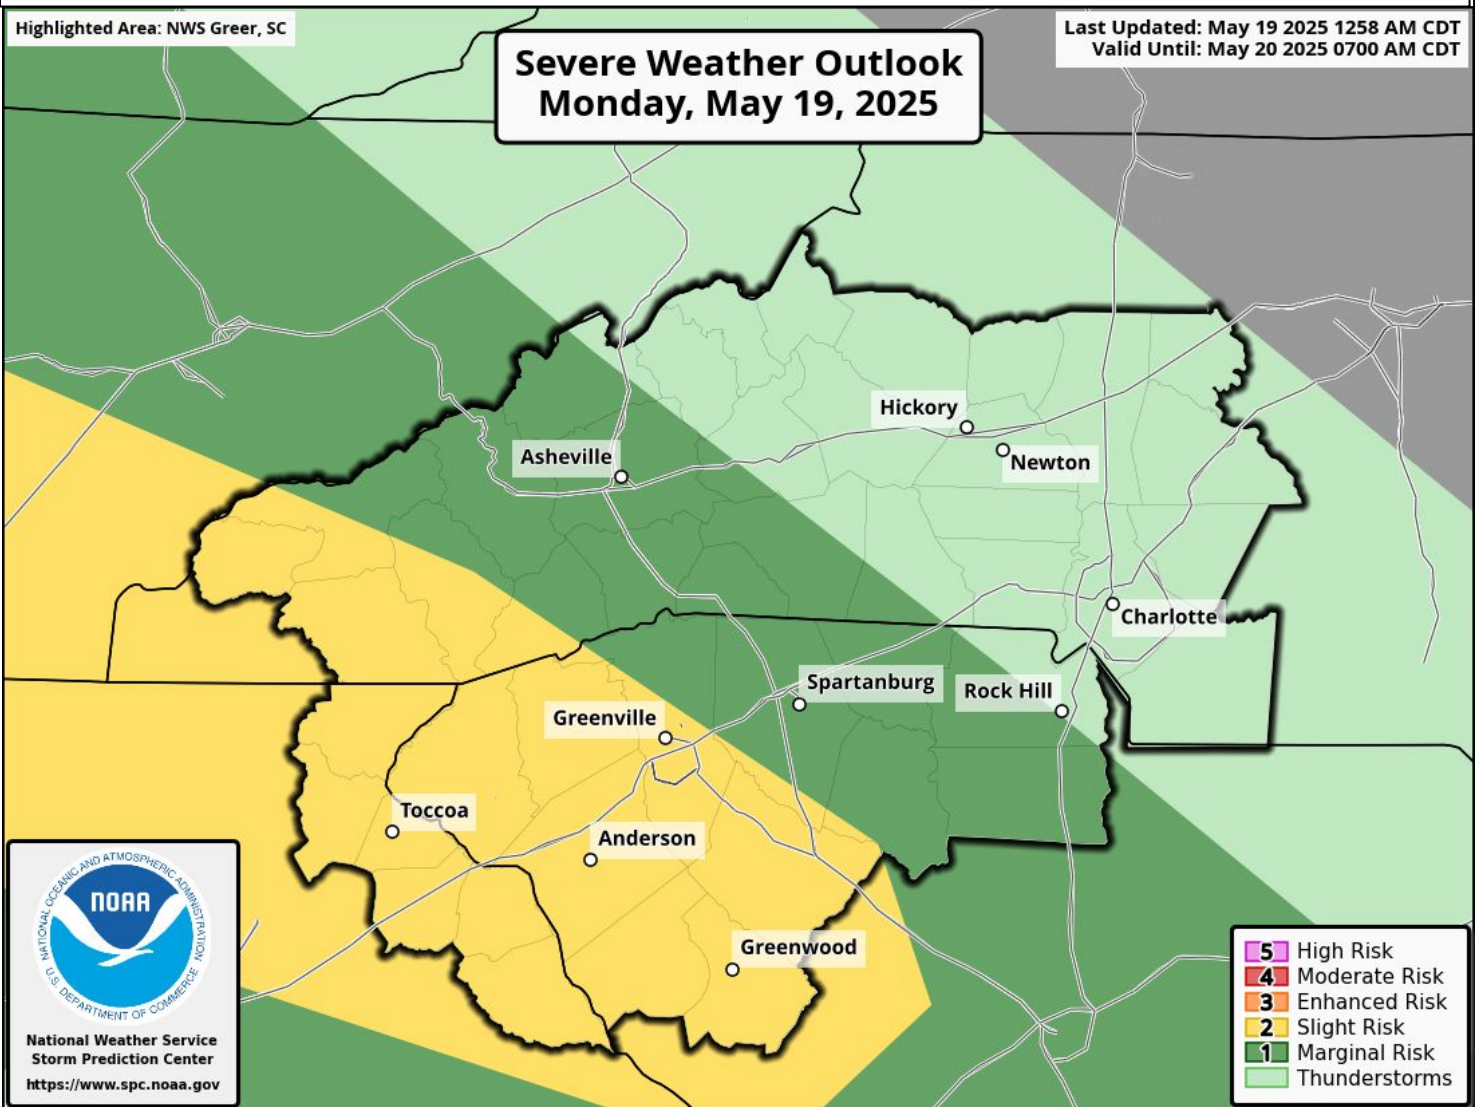 Highlighted Area: NWS Greer, SC
Severe Weather Outlook
Monday, May 19, 2025
Last Updated: May 19 2025 1258 AM CDT
Valid Until: May 20 2025 0700 AM CDT
Hickory
Asheville
Newton
Charlotte
Spartanburg
Rock Hill
Greenville
Toccoa
Anderson
Greenwood
NATIONAL OCEANIC AND ATMOSPHERIC ADMINISTRATION
NOAA
U.S. DEPARTMENT OF COMMERCE
National Weather Service
Storm Prediction Center
https://www.spc.noaa.gov
5 High Risk
4 Moderate Risk
3 Enhanced Risk
2 Slight Risk
1 Marginal Risk
Thunderstorms